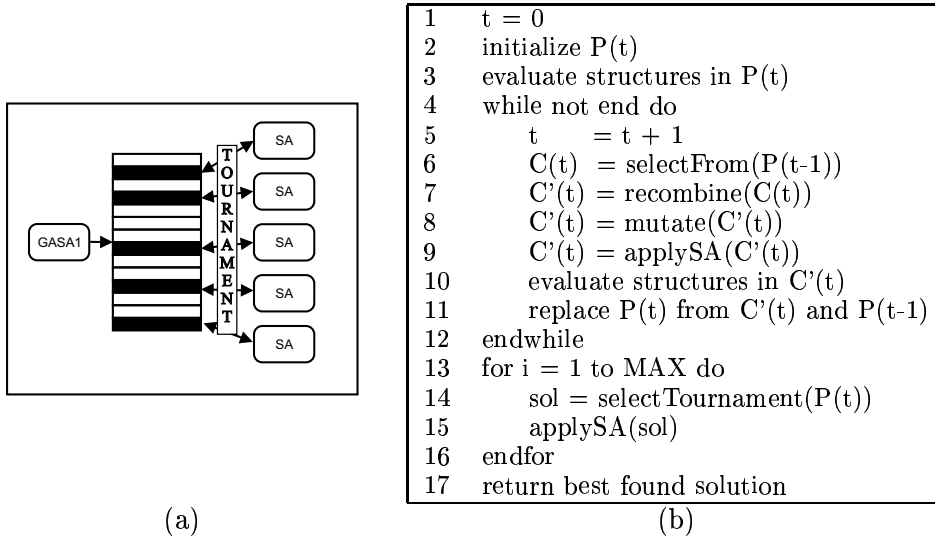 GASA1
TOURNAMENT
SA
SA
SA
SA
SA
(a)
1 t = 0
2 initialize P(t)
3 evaluate structures in P(t)
4 while not end do
5 t = t + 1
6 C(t) = selectFrom(P(t-1))
7 C'(t) = recombine(C(t))
8 C'(t) = mutate(C'(t))
9 C'(t) = applySA(C'(t))
10 evaluate structures in C'(t)
11 replace P(t) from C'(t) and P(t-1)
12 endwhile
13 for i = 1 to MAX do
14 sol = selectTournament(P(t))
15 applySA(sol)
16 endfor
17 return best found solution
(b)